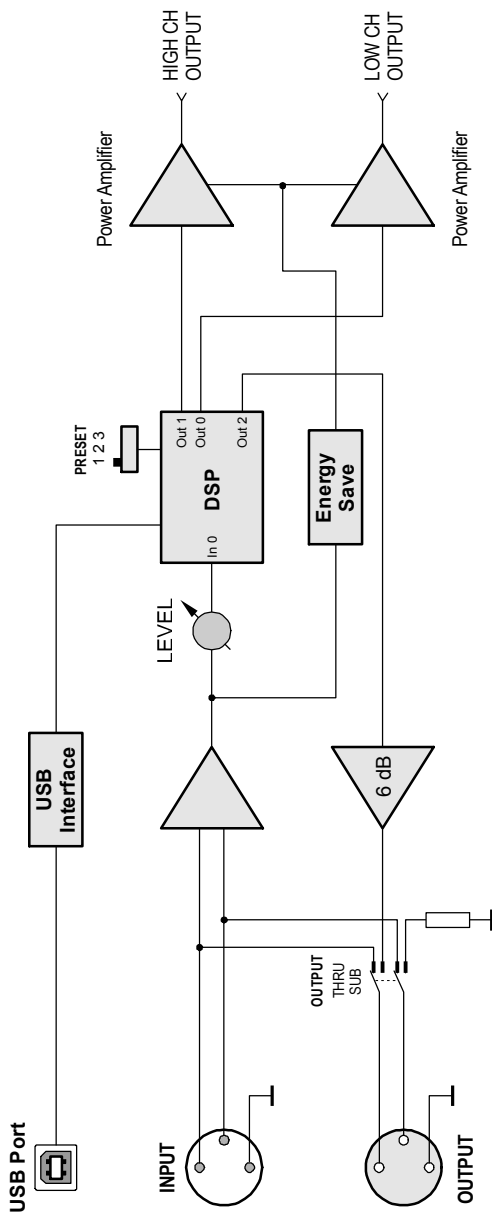 USB Port
USB
Interface
PRESET
1 2 3
Power Amplifier
HIGH CH
OUTPUT
INPUT
LEVEL
In 0
DSP
Out 1
Out 0
Out 2
Energy
Save
LOW CH
OUTPUT
Power Amplifier
OUTPUT
THRU
SUB
6 dB
OUTPUT